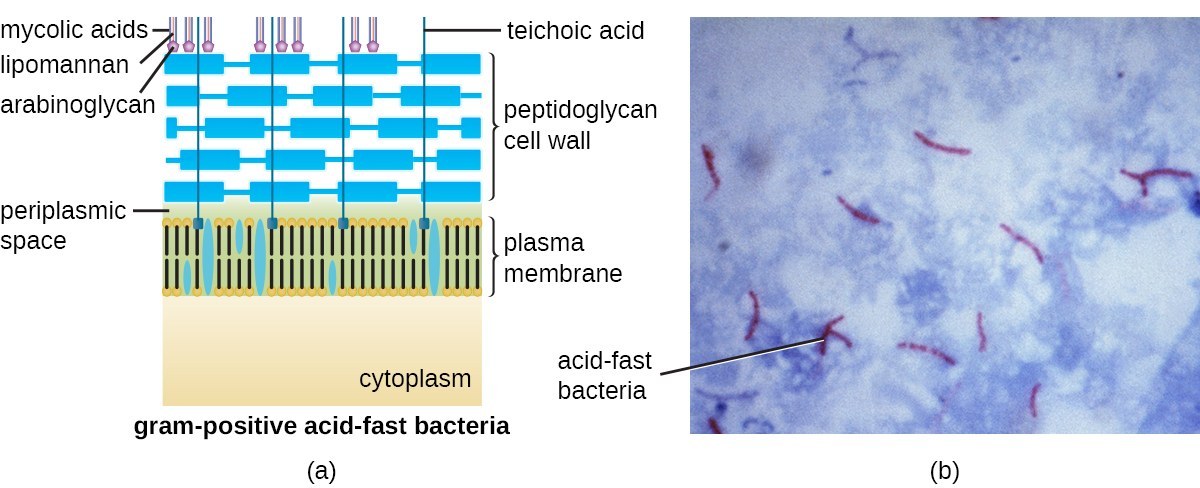 mycolic acids
lipomannan
arabinoglycan
teichoic acid
peptidoglycan
cell wall
periplasmic
space
plasma
membrane
cytoplasm
gram-positive acid-fast bacteria
(a)
acid-fast
bacteria
(b)